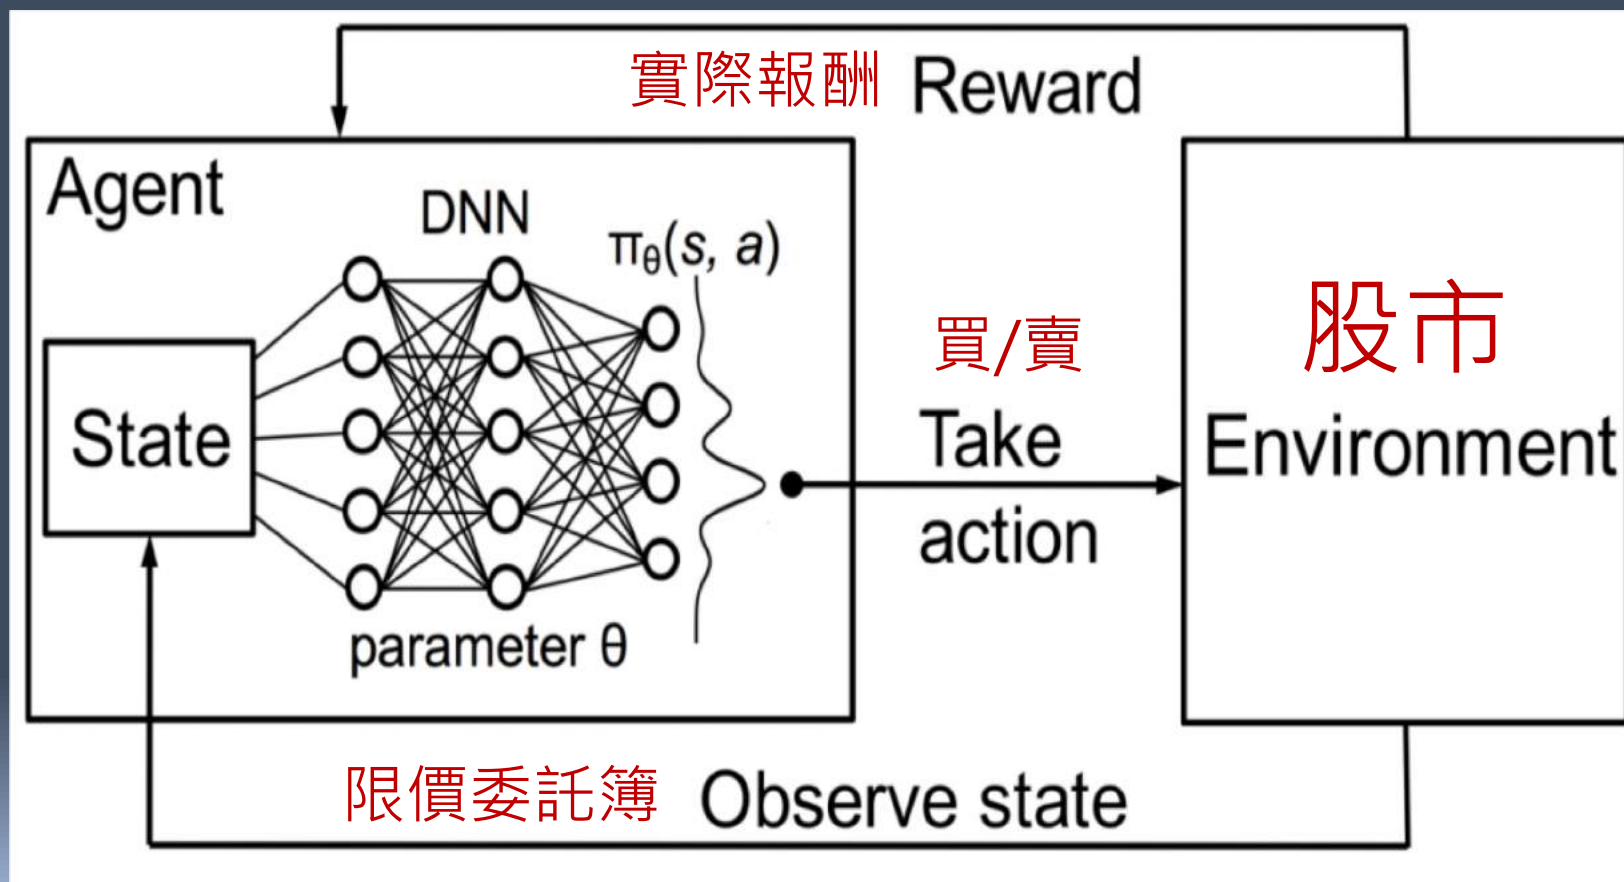 實際報酬 Reward
Agent
DNN
πθ(s, a)
State
parameter θ
買/賣
Take
action
股市
Environment
限價委託簿 Observe state